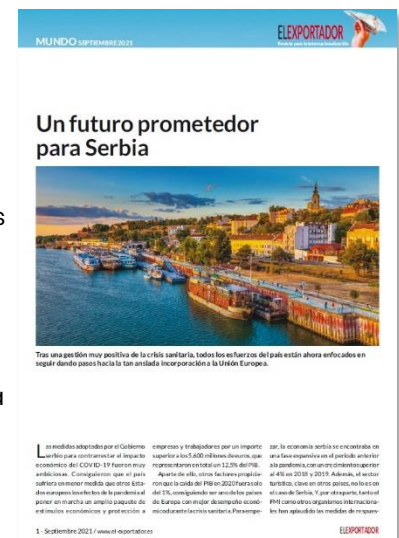 MUNDO SEPTIEMBRE 2021
ELEXPORTADOR
Un futuro prometedor
para Serbia
Tras una gestión muy positiva de la crisis sanitaria, todos los esfuerzos del país están ahora enfocados en
seguir dando pasos hacia la tan ansiada incorporación a la Unión Europea.
Las medidas adoptadas por el Gobierno
serbio para contrarrestar el impacto
económico del COVID-19 fueron muy
ambiciosas. Consiguieron que el país
sufriera en menor medida que otros Esta-
dos europeos los efectos de la pandemia al
poner en marcha un amplio paquete de
estímulos económicos y protección a
empresas y trabajadores por un importe
superior a los 5.600 millones de euros, que
representaron en total un 12,5% del PIB.
Aparte de ello, otros factores propicia-
ron que la caída del PIB en 2020 fuera solo
del 1%, consiguiendo ser uno de los países
de Europa con mejor desempeño econó-
mico durante la crisis sanitaria. Para empe-
zar, la economía serbia se encontraba en
una fase expansiva en el periodo anterior
a la pandemia, con un crecimiento superior
al 4% en 2018 y 2019. Además, el sector
turístico, clave en otros países, no lo es en
el caso de Serbia. Y, por otra parte, tanto el
FMI como otros organismos internaciona-
les han aplaudido las medidas de respues-
1 - Septiembre 2021 / www.el-exportador.es
ELEXPORTADOR